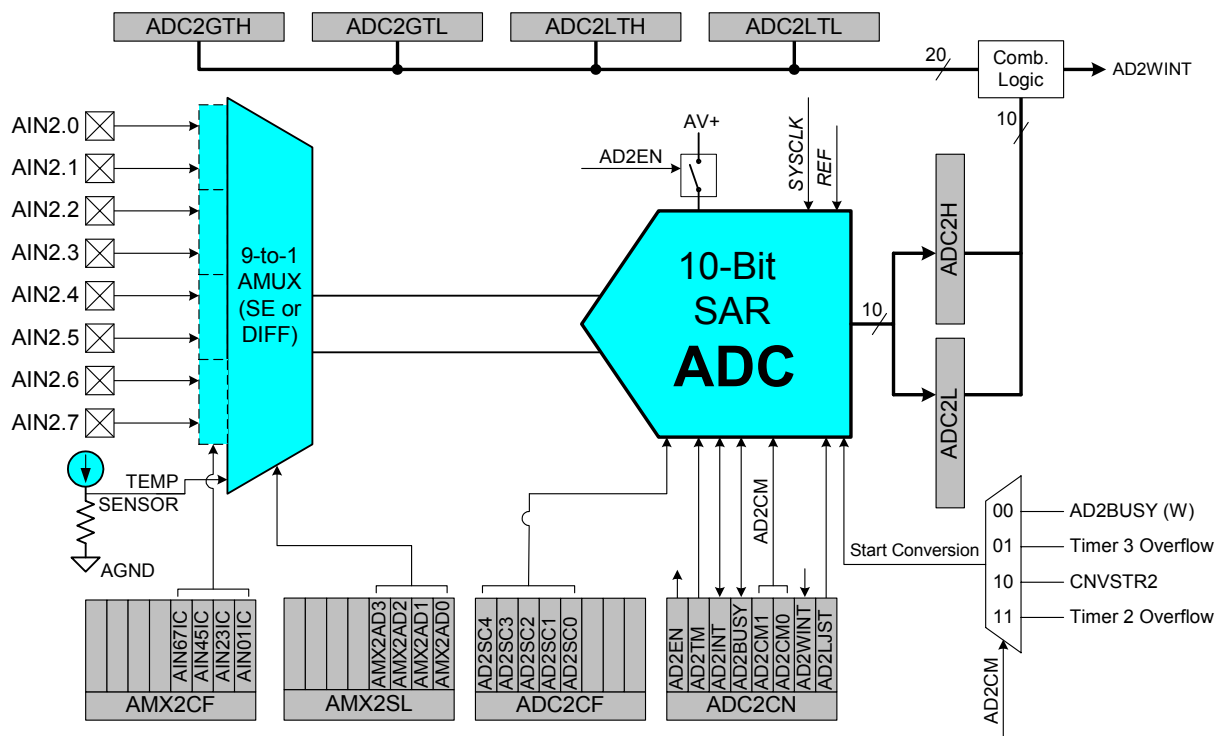 ADC2GTH
ADC2GTL
ADC2LTH
ADC2LTL
20
Comb.
Logic
AD2WINT
10
AIN2.0
AIN2.1
AIN2.2
AIN2.3
AIN2.4
AIN2.5
AIN2.6
AIN2.7
9-to-1
AMUX
(SE or
DIFF)
AV+
AD2EN
SYSCLK
REF
10-Bit
SAR
ADC
10
ADC2H
ADC2L
TEMP
SENSOR
AGND
AD2CM
Start Conversion
00
AD2BUSY (W)
01
Timer 3 Overflow
10
CNVSTR2
11
Timer 2 Overflow
AD2CM
AIN67IC
AIN45IC
AIN23IC
AIN01IC
AMX2CF
AMX2AD3
AMX2AD2
AMX2AD1
AMX2AD0
AMX2SL
AD2SC4
AD2SC3
AD2SC2
AD2SC1
AD2SC0
ADC2CF
AD2EN
AD2TM
AD2INT
AD2BUSY
AD2CM1
AD2CM0
AD2WINT
AD2LJST
ADC2CN